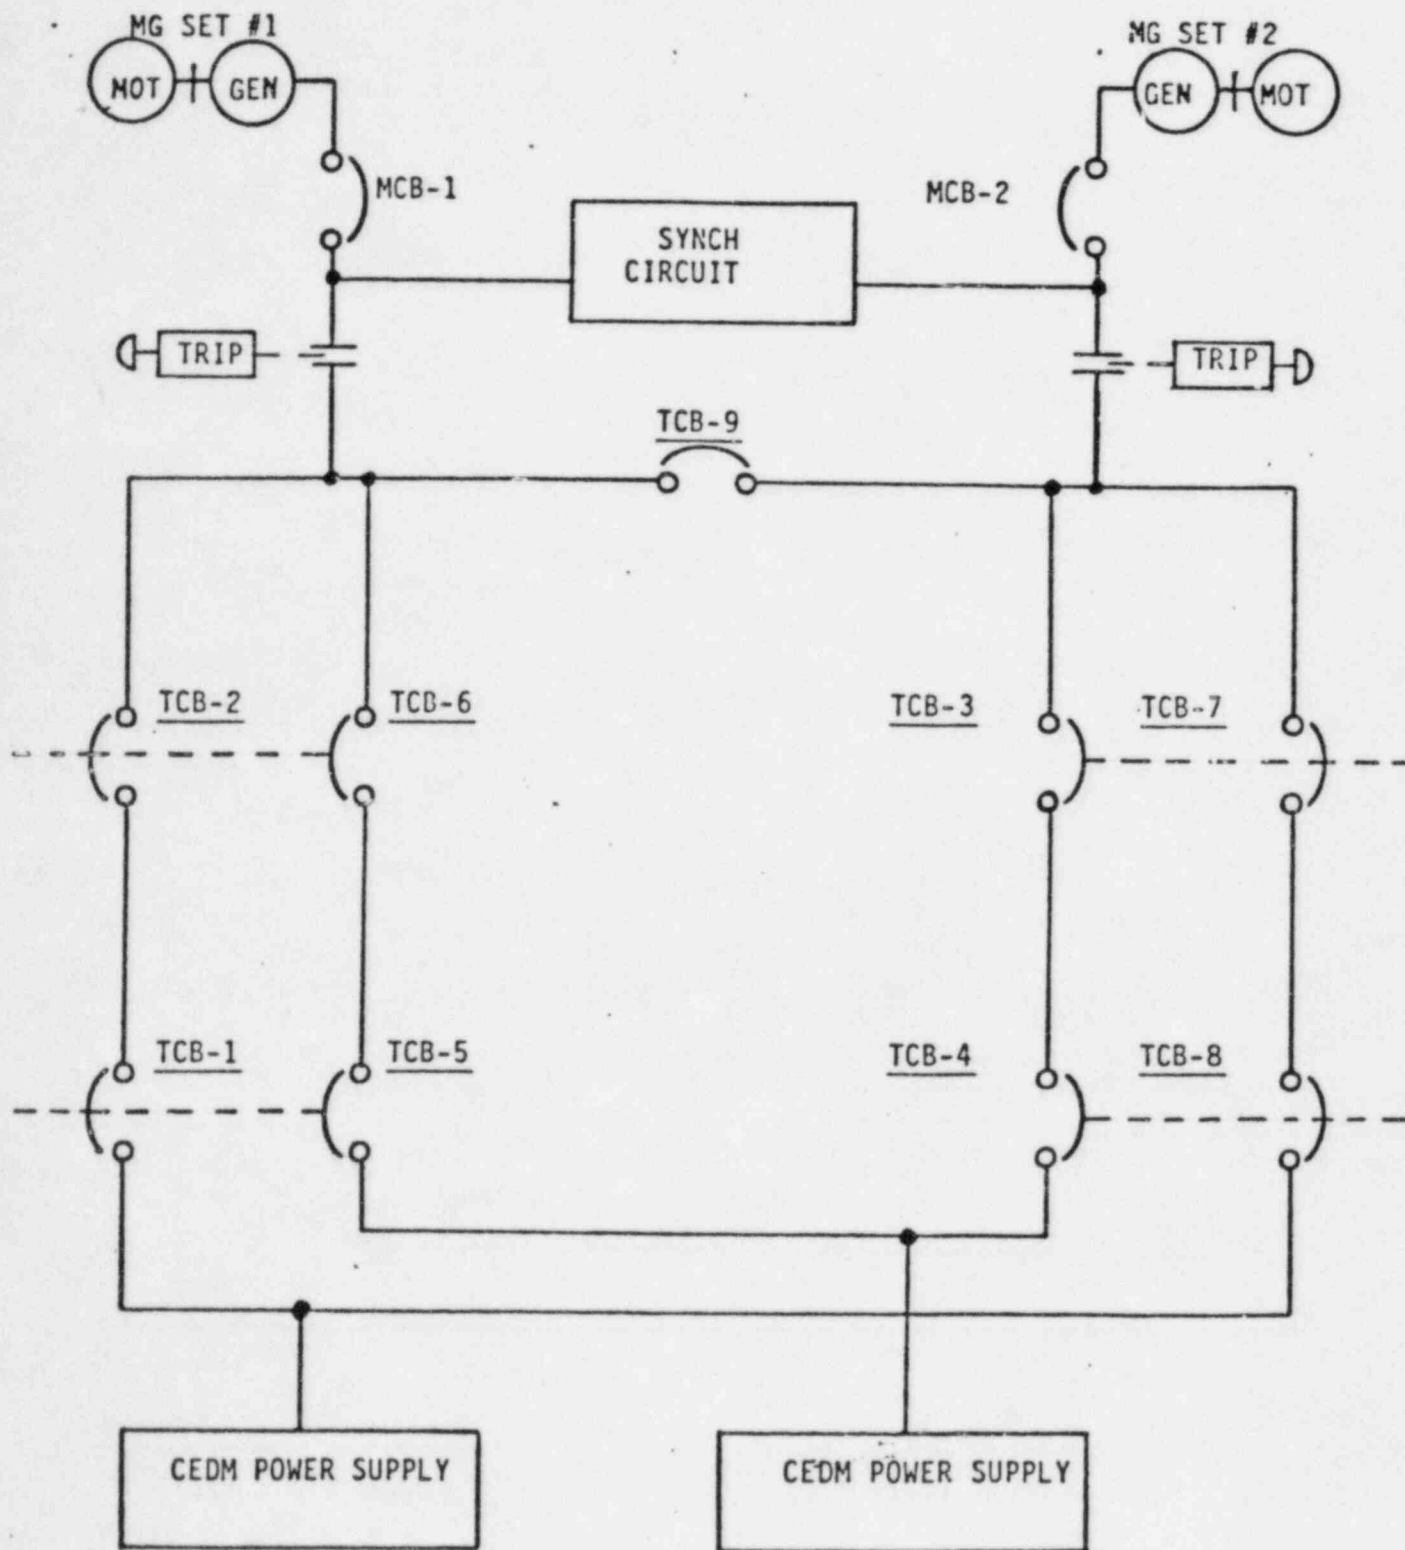 MG SET #1
MG SET #2
MOT
GEN
GEN
MOT
MCB-1
MCB-2
SYNCH
CIRCUIT
TRIP
TRIP
TCB-9
TCB-2
TCB-6
TCB-3
TCB-7
TCB-1
TCB-5
TCB-4
TCB-8
CEDM POWER SUPPLY
CEDM POWER SUPPLY